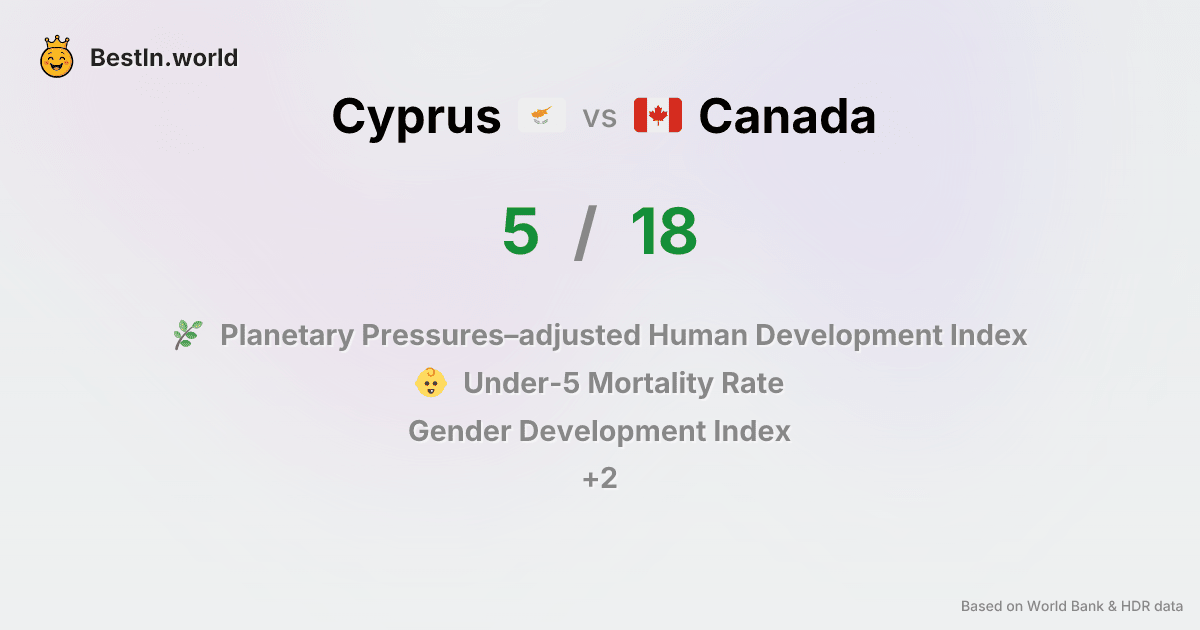 BestIn.world
Cyprus vs Canada
5 / 18
Planetary Pressures–adjusted Human Development Index
Under-5 Mortality Rate
Gender Development Index
+2
Based on World Bank & HDR data